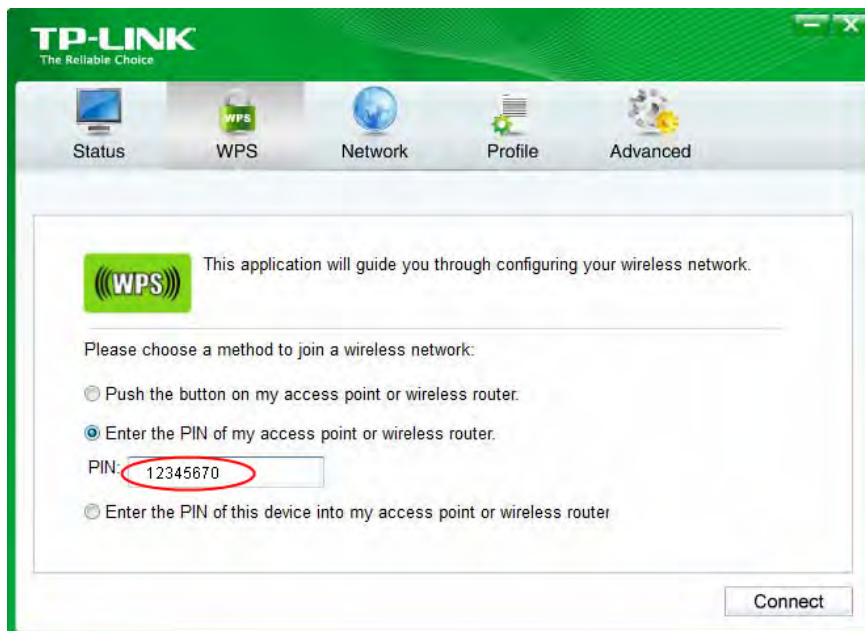 TP-LINK
The Reliable Choice
Status WPS Network Profile Advanced
WPS
(((WPS)))
This application will guide you through configuring your wireless network.
Please choose a method to join a wireless network:
Push the button on my access point or wireless router.
Enter the PIN of my access point or wireless router.
PIN: 12345670
Enter the PIN of this device into my access point or wireless router
Connect